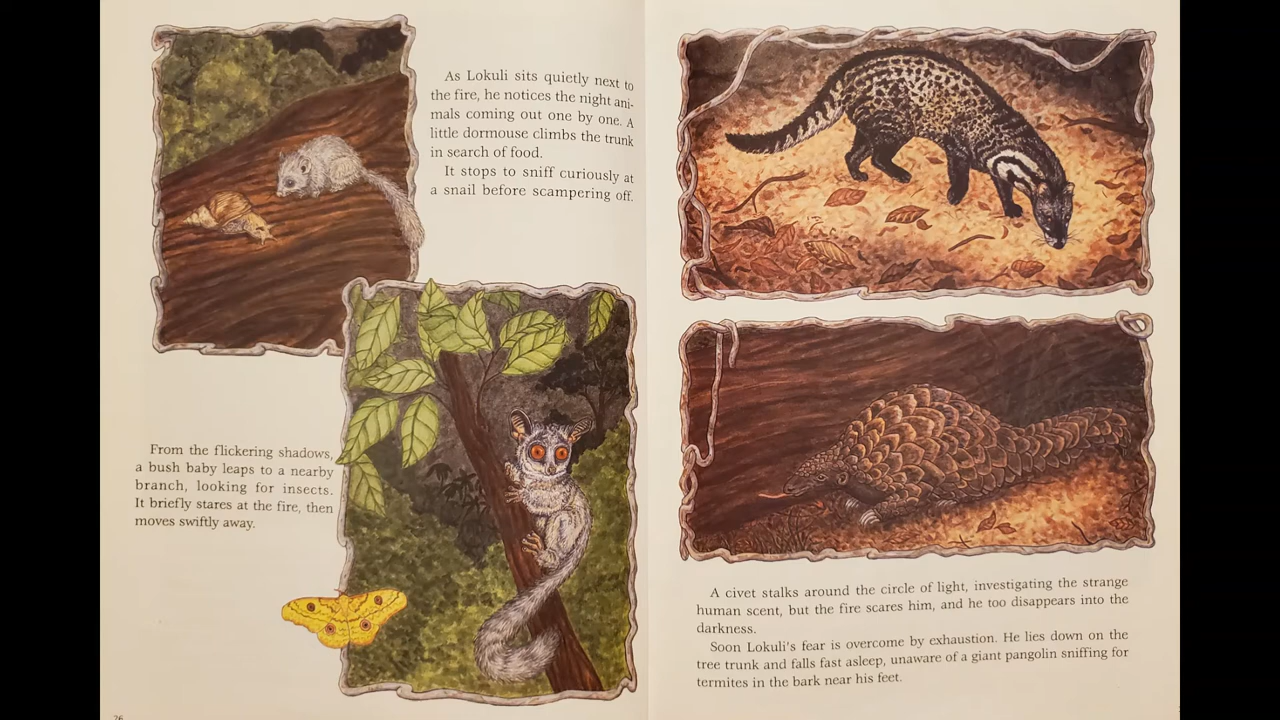 As Lokuli sits quietly next to
the fire, he notices the night ani-
mals coming out one by one. A
little dormouse climbs the trunk
in search of food.
It stops to sniff curiously at
a snail before scampering off.
From the flickering shadows,
a bush baby leaps to a nearby
branch, looking for insects.
It briefly stares at the fire, then
moves swiftly away.
26
A civet stalks around the circle of light, investigating the strange
human scent, but the fire scares him, and he too disappears into the
darkness.
Soon Lokuli's fear is overcome by exhaustion. He lies down on the
tree trunk and falls fast asleep, unaware of a giant pangolin sniffing for
termites in the bark near his feet.